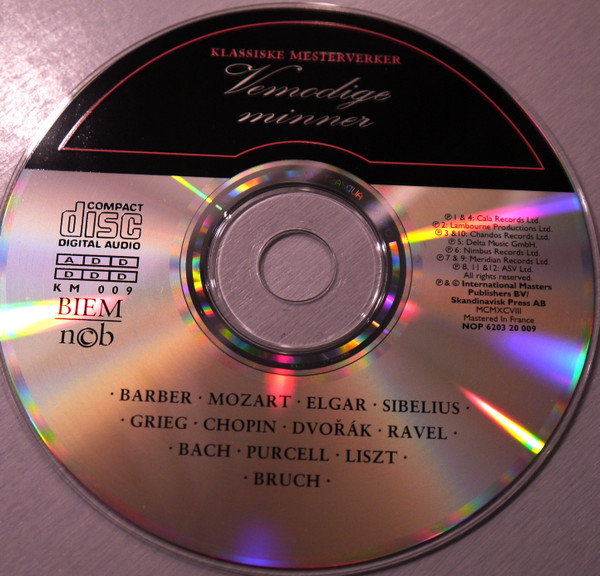 KLASSISKE MESTERVERKER
Vemodige
minner
COMPACT
disc
DIGITAL AUDIO
A D D
D D D
KM 009
BIEM
n©b
℗1 & 4: Cala Records Ltd.
℗ 2: Lambourne Productions Ltd.
℗ 3 &10: Chandos Records Ltd.
℗ 5: Delta Music GmBH.
℗ 6: Nimbus Records Ltd.
℗ 7 & 9: Meridian Records Ltd.
℗ 8, 11 &12: ASV Ltd.
All rights reserved.
℗ & © International Masters
Publishers BV/
Skandinavisk Press AB
MCMXCVIII
Mastered In France
NOP 6203 20 009
· BARBER · MOZART · ELGAR · SIBELIUS ·
· GRIEG · CHOPIN · DVOŘÁK · RAVEL ·
· BACH · PURCELL · LISZT ·
· BRUCH ·